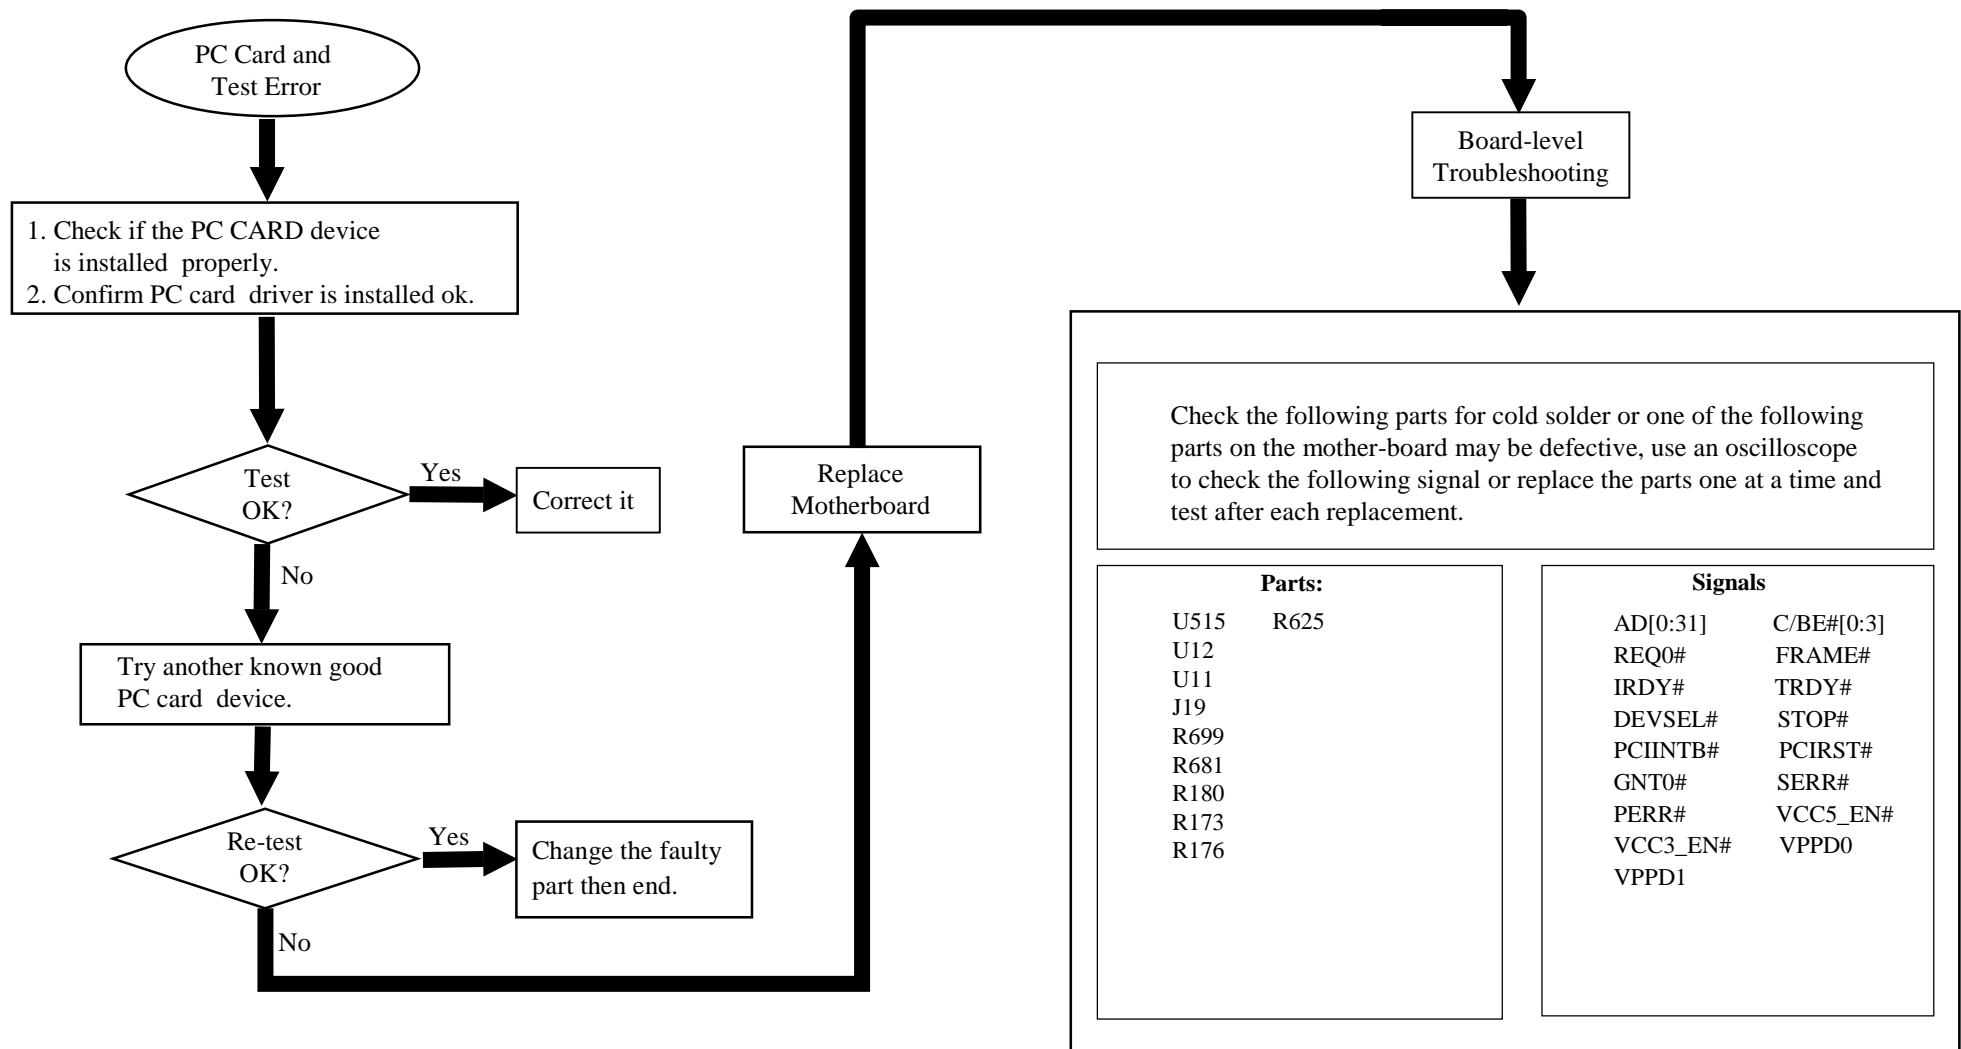 PC Card and
Test Error
1. Check if the PC CARD device
is installed properly.
2. Confirm PC card driver is installed ok.
Test
OK?
Yes
Correct it
No
Try another known good
PC card device.
Re-test
OK?
Yes
Change the faulty
part then end.
No
Replace
Motherboard
Board-level
Troubleshooting
Check the following parts for cold solder or one of the following
parts on the mother-board may be defective, use an oscilloscope
to check the following signal or replace the parts one at a time and
test after each replacement.
Parts:
U515 R625
U12
U11
J19
R699
R681
R180
R173
R176
Signals
AD[0:31] C/BE#[0:3]
REQ0# FRAME#
IRDY# TRDY#
DEVSEL# STOP#
PCIINTB# PCIRST#
GNT0# SERR#
PERR# VCC5_EN#
VCC3_EN# VPPD0
VPPD1